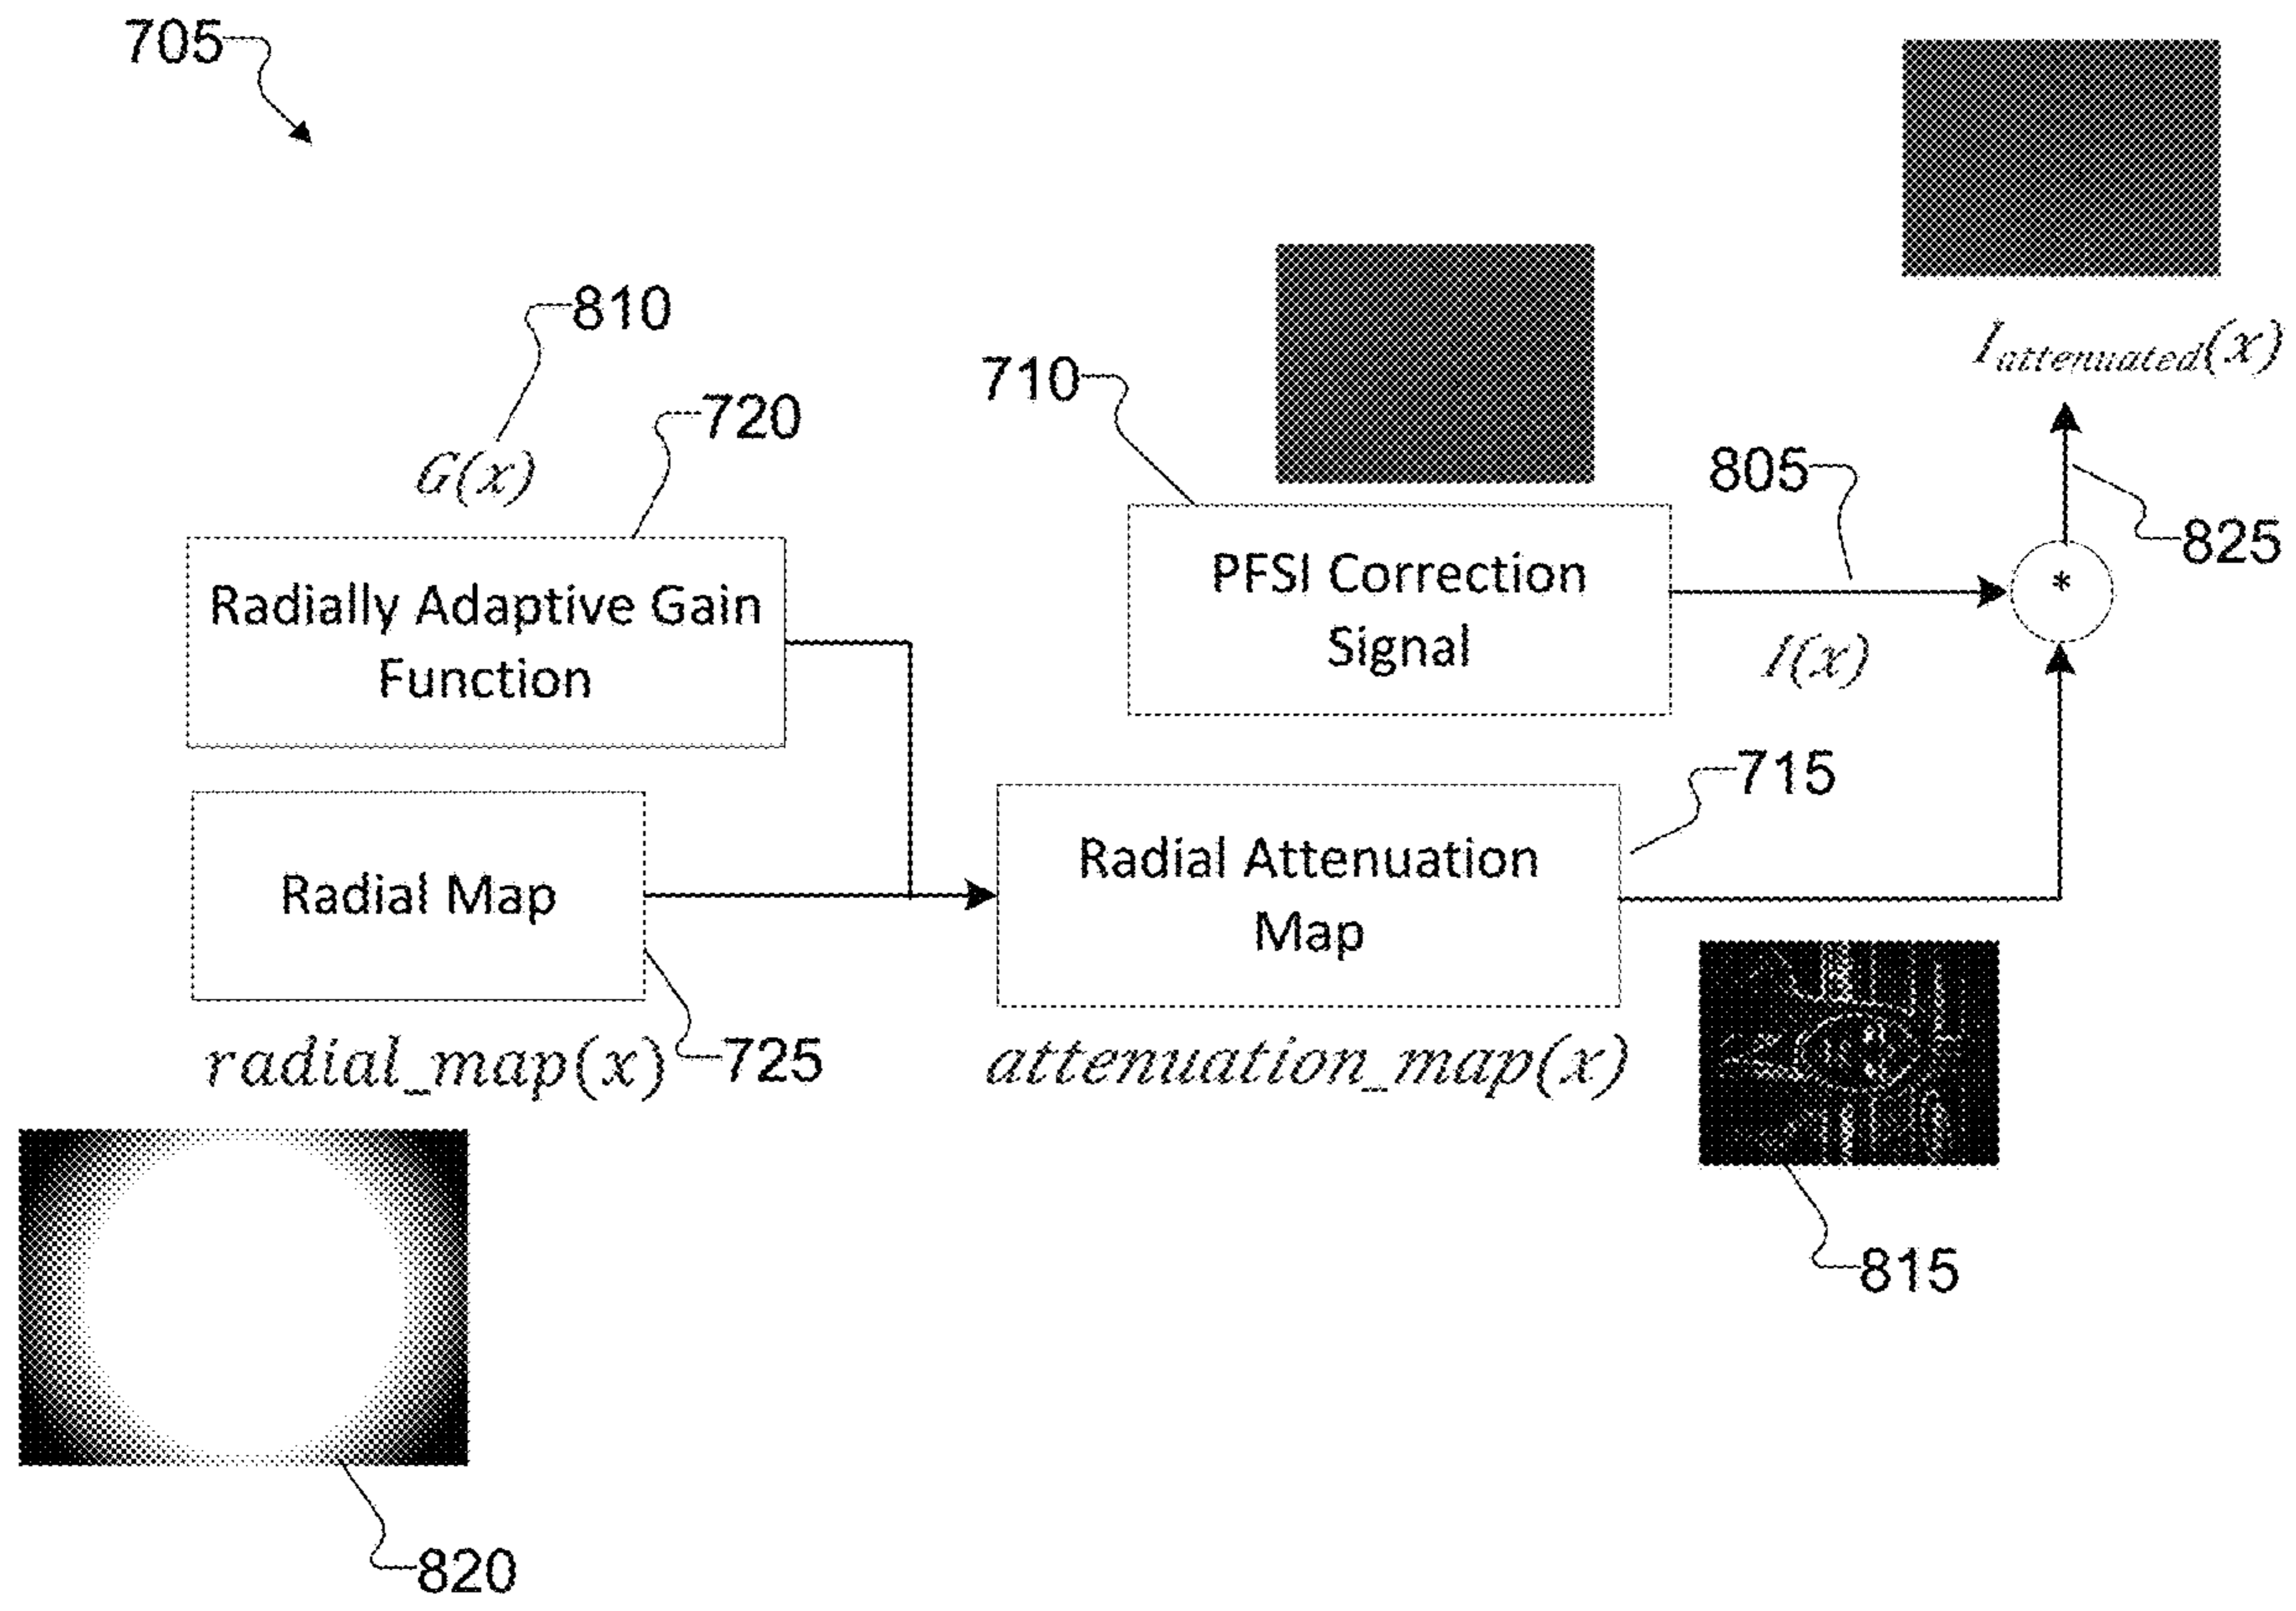 705
810
G(x)
720
Radially Adaptive Gain
Function
710
PFSI Correction
Signal
805
I(x)
I_attenuated(x)
825
*
Radial Map
radial_map(x)
725
Radial Attenuation
Map
attenuation_map(x)
715
815
820